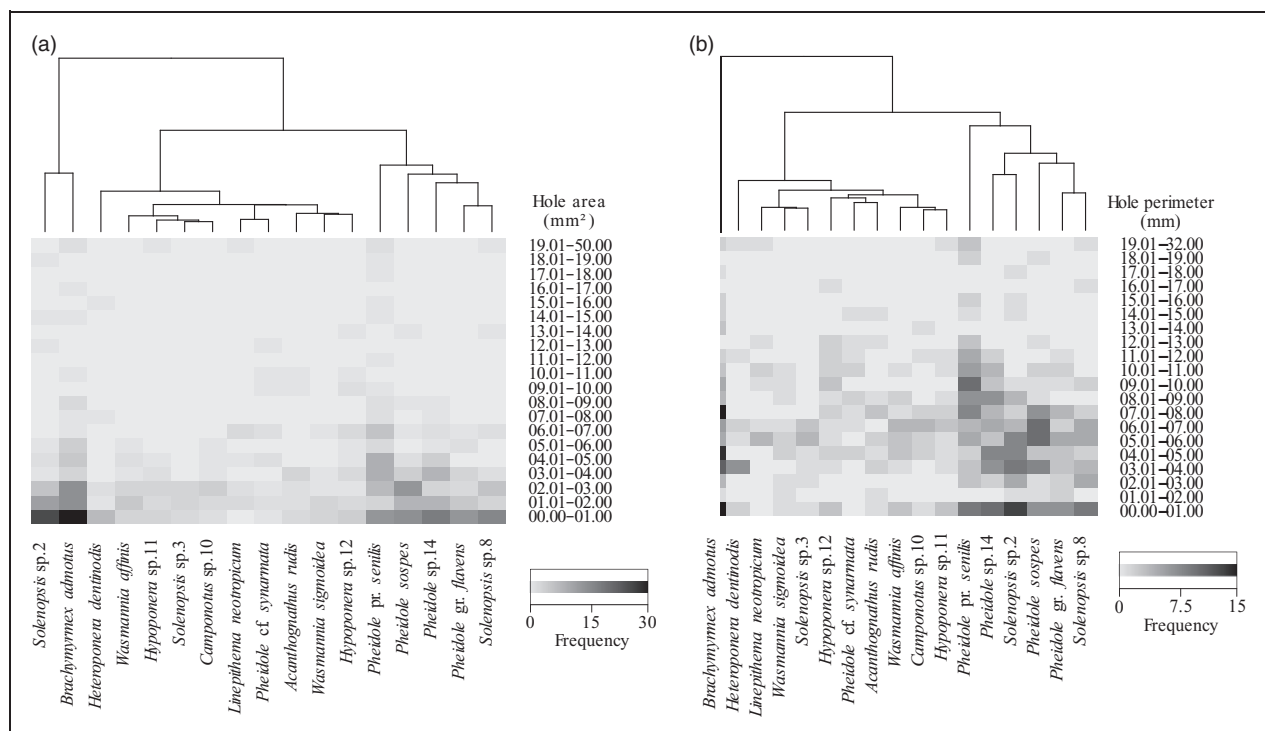 (a)
Hole area
(mm²)
19.01–50.00
18.01–19.00
17.01–18.00
16.01–17.00
15.01–16.00
14.01–15.00
13.01–14.00
12.01–13.00
11.01–12.00
10.01–11.00
09.01–10.00
08.01–09.00
07.01–08.00
06.01–07.00
05.01–06.00
04.01–05.00
03.01–04.00
02.01–03.00
01.01–02.00
00.00–01.00
Solenopsis sp.2
Brachymyrmex admotus
Heteroponera dentinodis
Wasmannia affinis
Hypoponera sp.11
Solenopsis sp.3
Camponotus sp.10
Linepithema neotropicum
Pheidole cf. synarmata
Acanthognathus rudis
Wasmannia sigmoidea
Hypoponera sp.12
Pheidole pr. senilis
Pheidole sospes
Pheidole sp.14
Pheidole gr. flavens
Solenopsis sp.8
0 15 30
Frequency
(b)
Hole perimeter
(mm)
19.01–32.00
18.01–19.00
17.01–18.00
16.01–17.00
15.01–16.00
14.01–15.00
13.01–14.00
12.01–13.00
11.01–12.00
10.01–11.00
09.01–10.00
08.01–09.00
07.01–08.00
06.01–07.00
05.01–06.00
04.01–05.00
03.01–04.00
02.01–03.00
01.01–02.00
00.00–01.00
Brachymyrmex admotus
Heteroponera dentinodis
Linepithema neotropicum
Wasmannia sigmoidea
Solenopsis sp.3
Hypoponera sp.12
Pheidole cf. synarmata
Acanthognathus rudis
Wasmannia affinis
Camponotus sp.10
Hypoponera sp.11
Pheidole pr. senilis
Pheidole sp.14
Solenopsis sp.2
Pheidole sospes
Pheidole gr. flavens
Solenopsis sp.8
0 7.5 15
Frequency